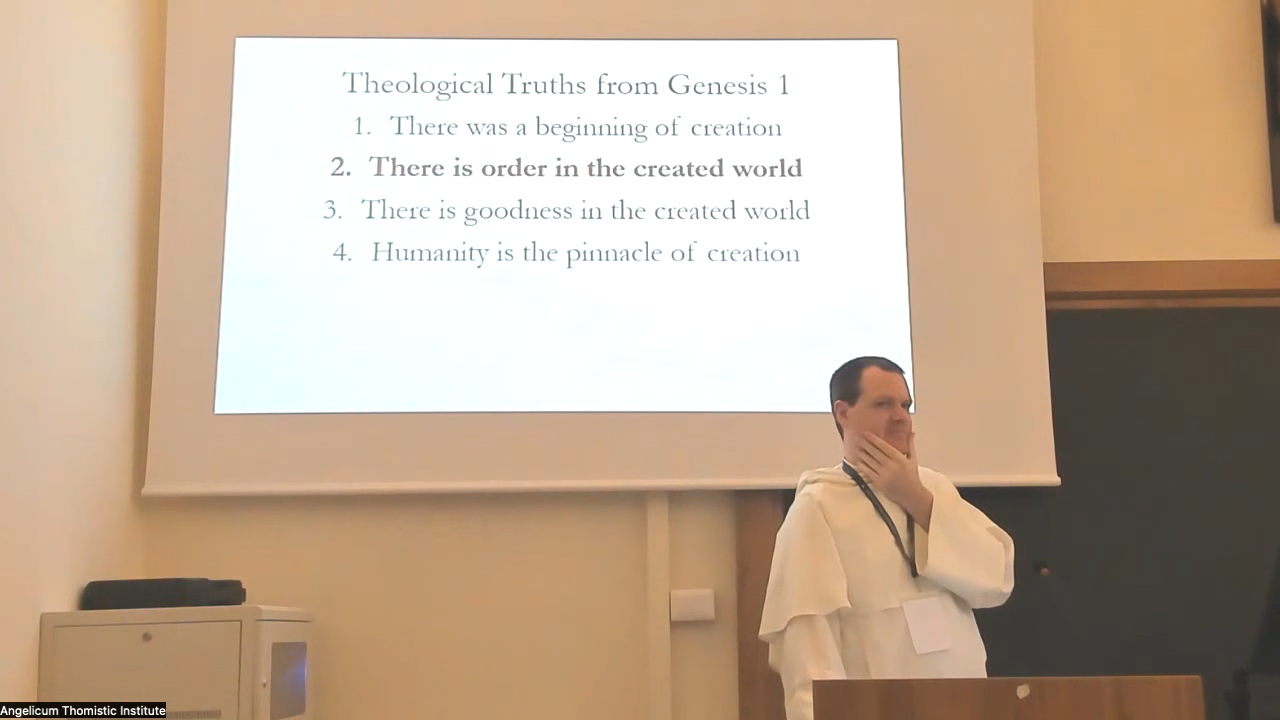 Theological Truths from Genesis 1
1. There was a beginning of creation
2. There is order in the created world
3. There is goodness in the created world
4. Humanity is the pinnacle of creation
Angelicum Thomistic Institute